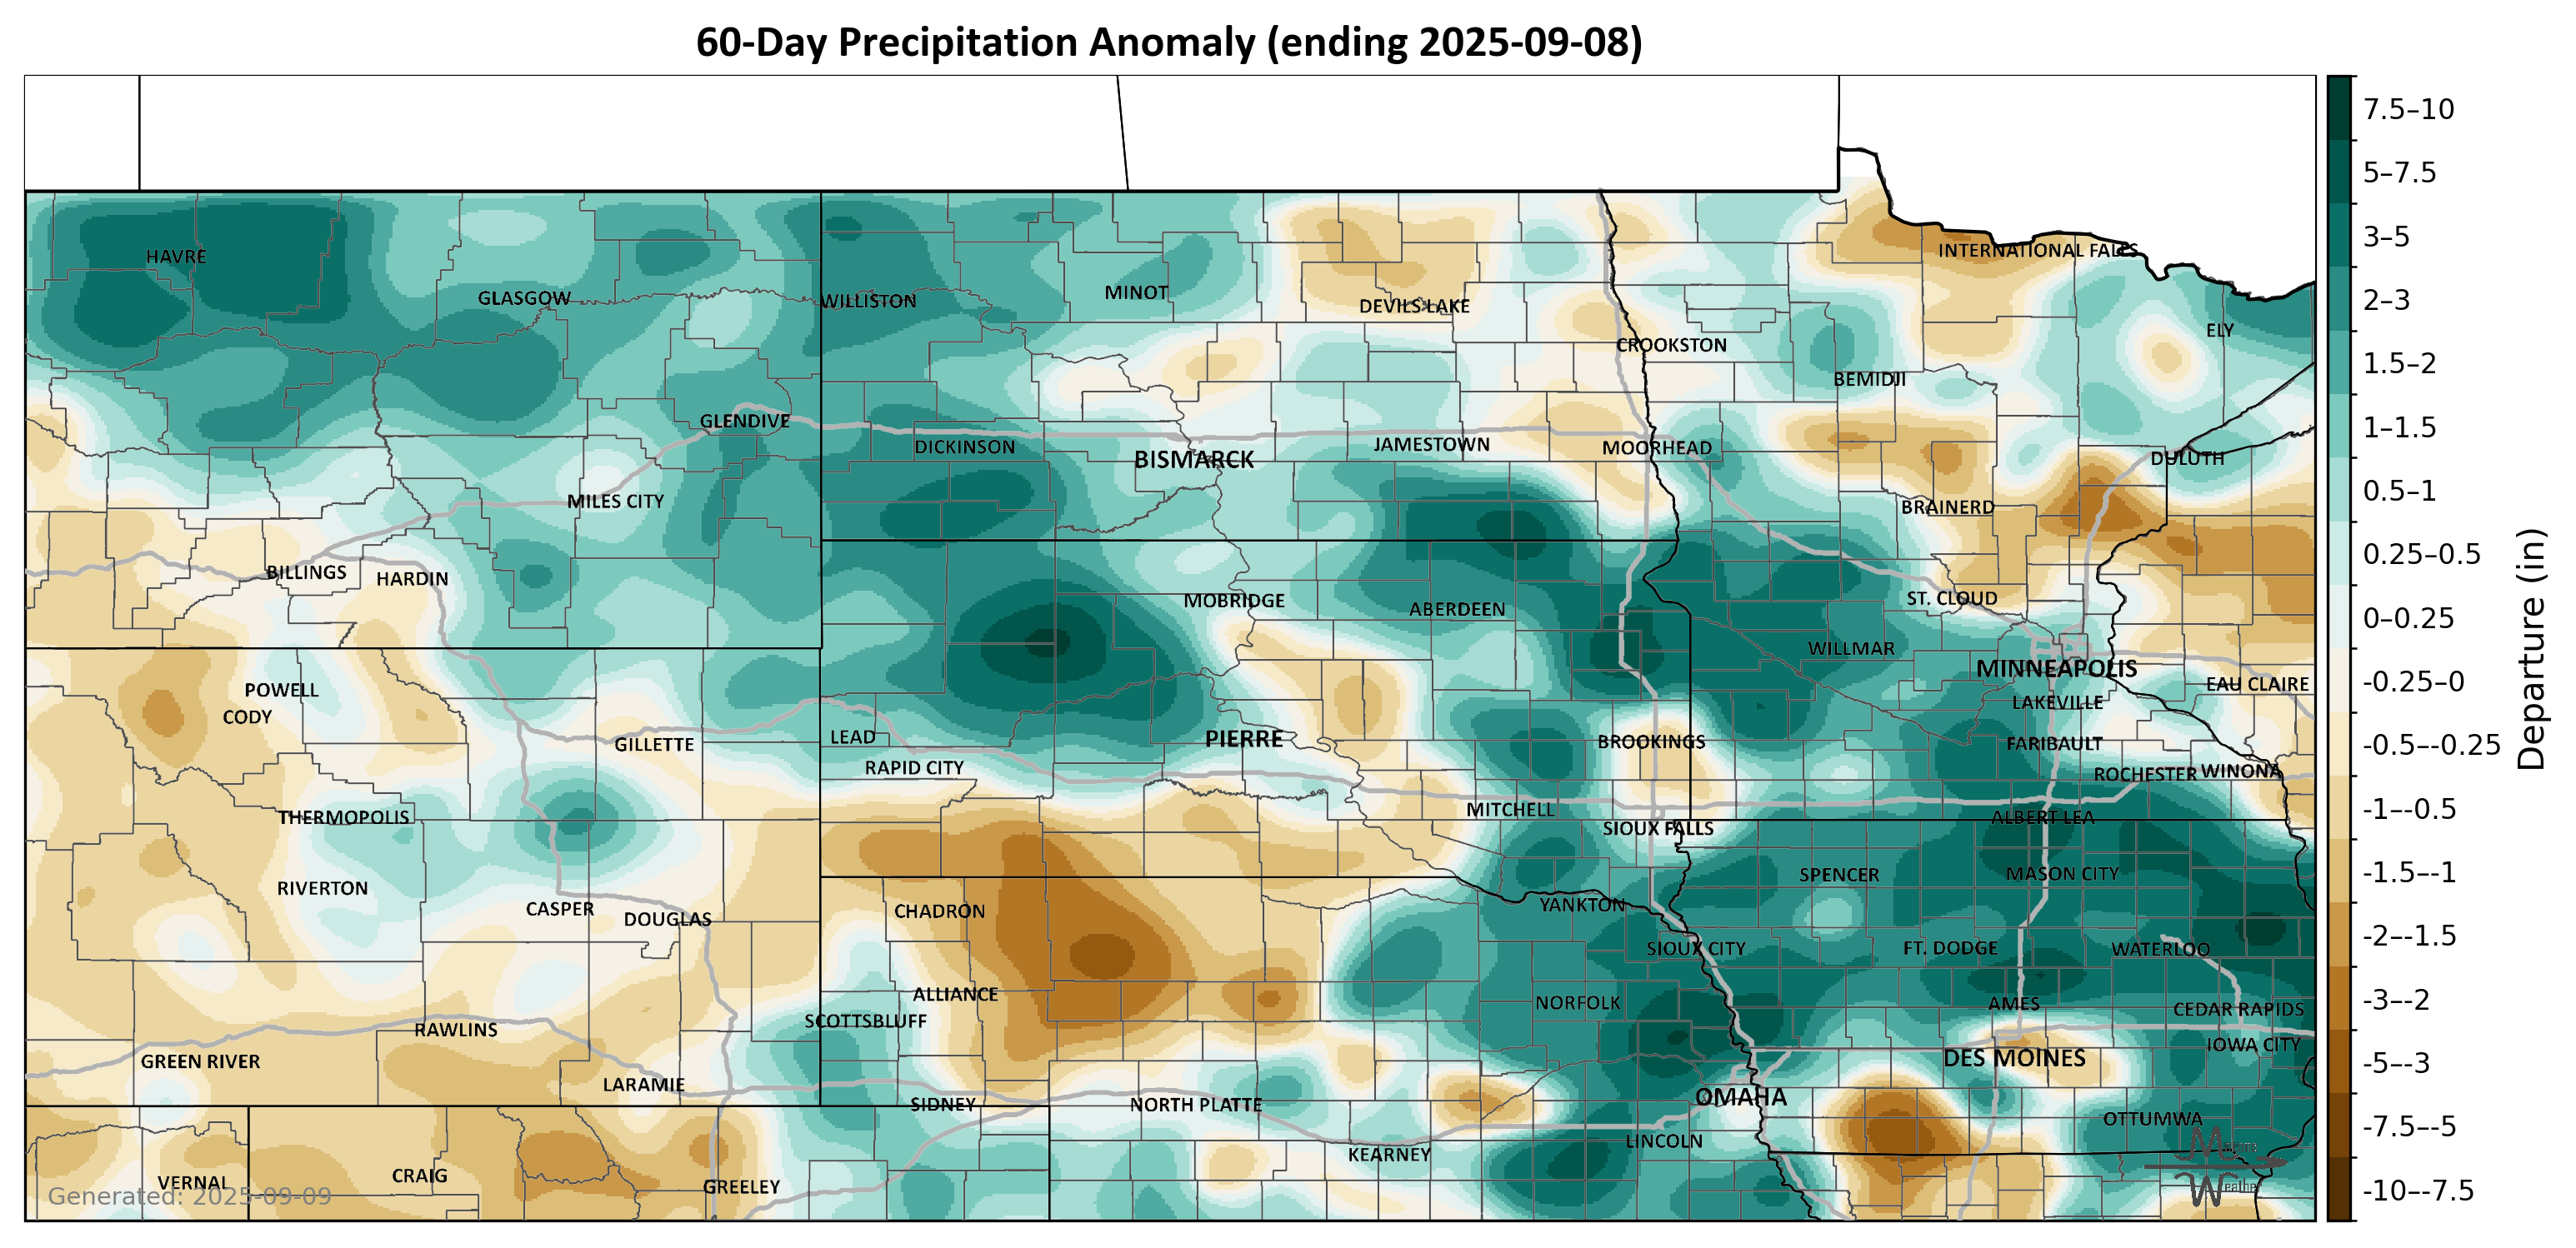 60-Day Precipitation Anomaly (ending 2025-09-08)
7.5–10
5–7.5
3–5
2–3
1.5–2
1–1.5
0.5–1
0.25–0.5
0–0.25
-0.25–0
-0.5–-0.25
-1–-0.5
-1.5–-1
-2–-1.5
-3–-2
-5–-3
-7.5–-5
-10–-7.5
Departure (in)
HAVRE
INTERNATIONAL FALLS
GLASGOW
WILLISTON
MINOT
DEVILS LAKE
ELY
CROOKSTON
BEMIDJI
GLENDIVE
DICKINSON
BISMARCK
JAMESTOWN
MOORHEAD
DULUTH
MILES CITY
BRAINERD
BILLINGS
HARDIN
MOBRIDGE
ABERDEEN
ST. CLOUD
WILLMAR
MINNEAPOLIS
POWELL
EAU CLAIRE
CODY
LAKEVILLE
GILLETTE
LEAD
PIERRE
BROOKINGS
FARIBAULT
RAPID CITY
ROCHESTER
WINONA
THERMOPOLIS
MITCHELL
ALBERT LEA
SIOUX FALLS
RIVERTON
SPENCER
MASON CITY
CASPER
DOUGLAS
CHADRON
YANKTON
SIOUX CITY
FT. DODGE
WATERLOO
ALLIANCE
NORFOLK
AMES
CEDAR RAPIDS
RAWLINS
SCOTTSBLUFF
IOWA CITY
GREEN RIVER
DES MOINES
LARAMIE
SIDNEY
NORTH PLATTE
OMAHA
OTTUMWA
LINCOLN
KEARNEY
VERNAL
CRAIG
GREELEY
Generated: 2025-09-09